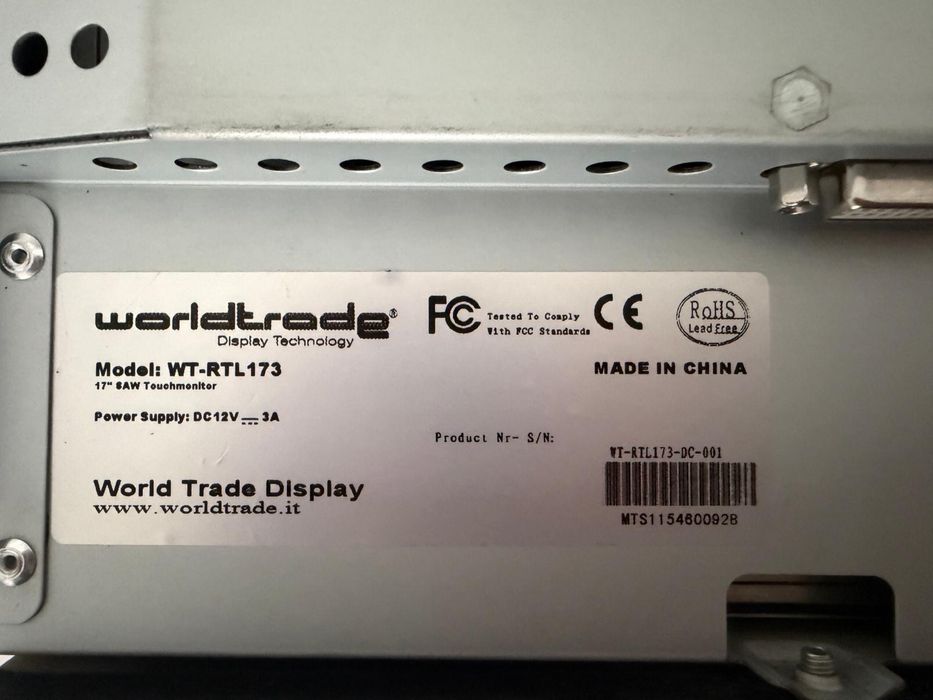 worldtrade®
Display Technology
FC Tested To Comply
With FCC Standards
CE
RoHS
Lead Free
Model: WT-RTL173
17" SAW Touchmonitor
MADE IN CHINA
Power Supply: DC12V 3A
Product Nr- S/N:
WT-RTL173-DC-001
World Trade Display
www.worldtrade.it
MTS115460092B